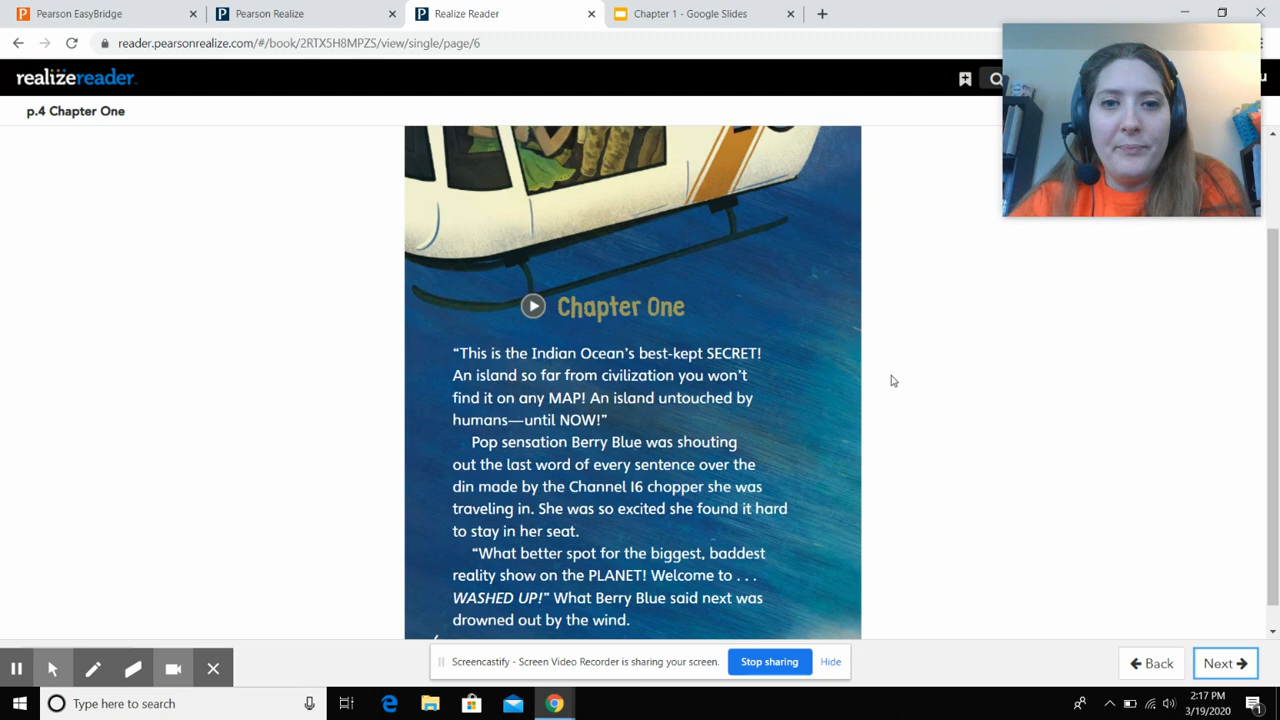 Pearson EasyBridge
Pearson Realize
Realize Reader
Chapter 1 - Google Slides
reader.pearsonrealize.com/#/book/2RTX5H8MPZS/view/single/page/6
realizereader
p.4 Chapter One
Chapter One
“This is the Indian Ocean’s best-kept SECRET!
An island so far from civilization you won’t
find it on any MAP! An island untouched by
humans—until NOW!”
Pop sensation Berry Blue was shouting
out the last word of every sentence over the
din made by the Channel 16 chopper she was
traveling in. She was so excited she found it hard
to stay in her seat.
“What better spot for the biggest, baddest
reality show on the PLANET! Welcome to . . .
WASHED UP!” What Berry Blue said next was
drowned out by the wind.
Screencastify - Screen Video Recorder is sharing your screen.
Stop sharing
Hide
Back
Next
Type here to search
2:17 PM
3/19/2020
1